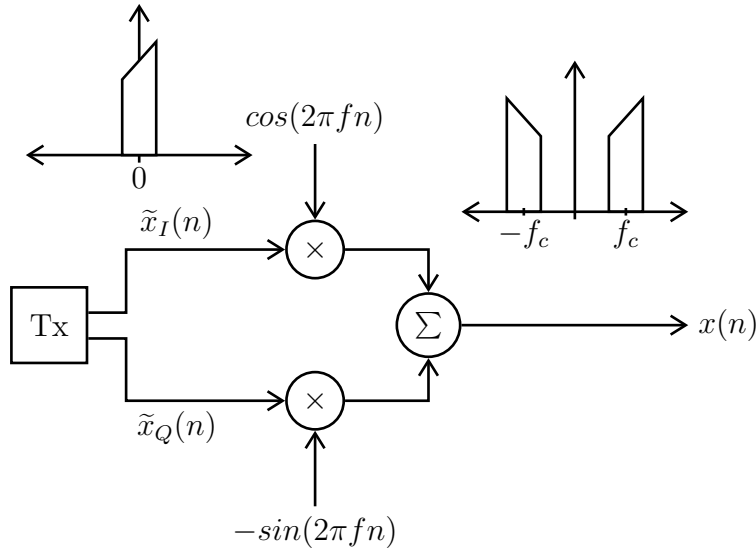 0
cos(2πfn)
−f_c
f_c
x̃_I(n)
×
Tx
Σ
x(n)
×
x̃_Q(n)
−sin(2πfn)